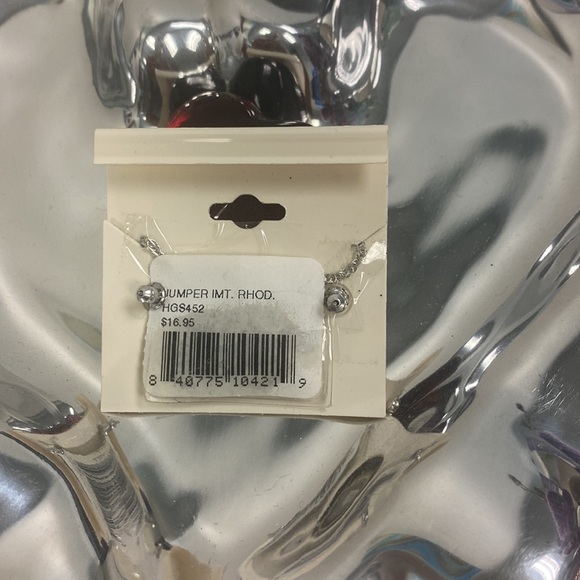 JUMPER IMT. RHOD.
HGS452
$16.95
8 40775 10421 9